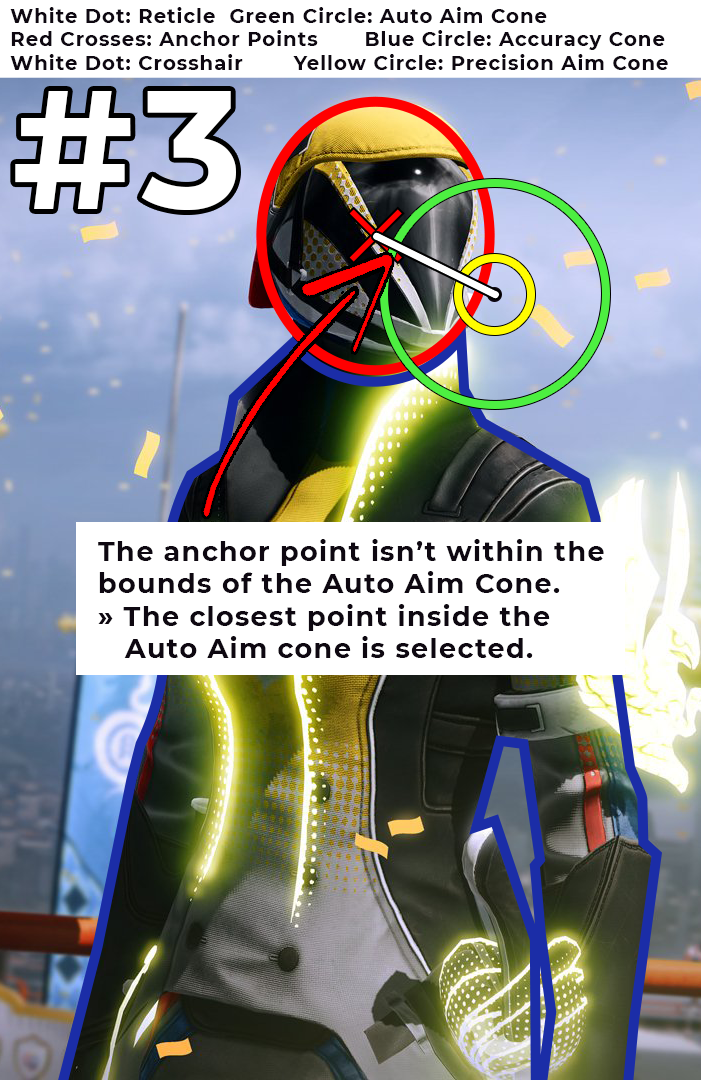 White Dot: Reticle Green Circle: Auto Aim Cone
Red Crosses: Anchor Points Blue Circle: Accuracy Cone
White Dot: Crosshair Yellow Circle: Precision Aim Cone
#3
The anchor point isn’t within the
bounds of the Auto Aim Cone.
» The closest point inside the
Auto Aim cone is selected.